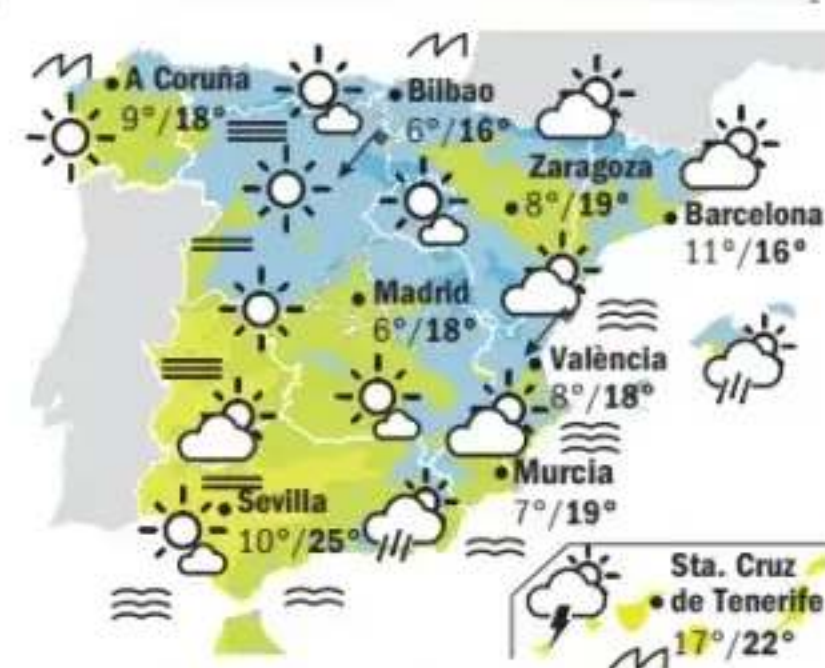 A Coruña
9°/18°
Bilbao
6°/16°
Zaragoza
8°/19°
Barcelona
11°/16°
Madrid
6°/18°
València
8°/18°
Murcia
7°/19°
Sevilla
10°/25°
Sta. Cruz
de Tenerife
17°/22°